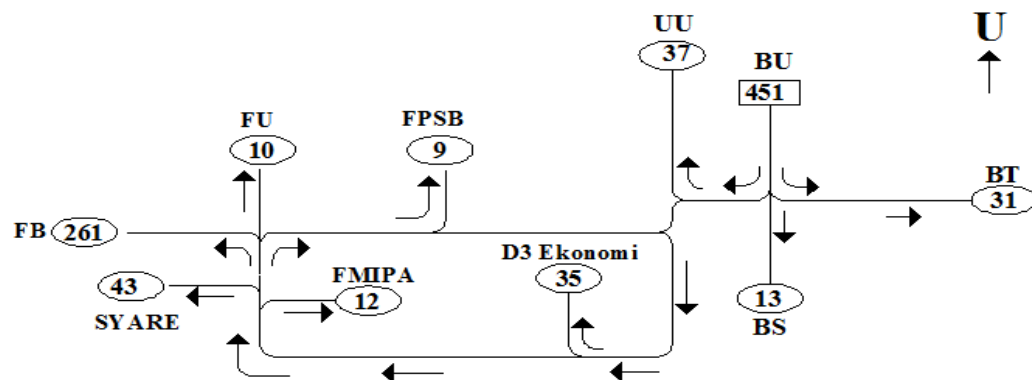 U
UU
37
BU
451
FU
10
FPSB
9
BT
31
FB 261
D3 Ekonomi
35
FMIPA
12
43
SYARE
13
BS